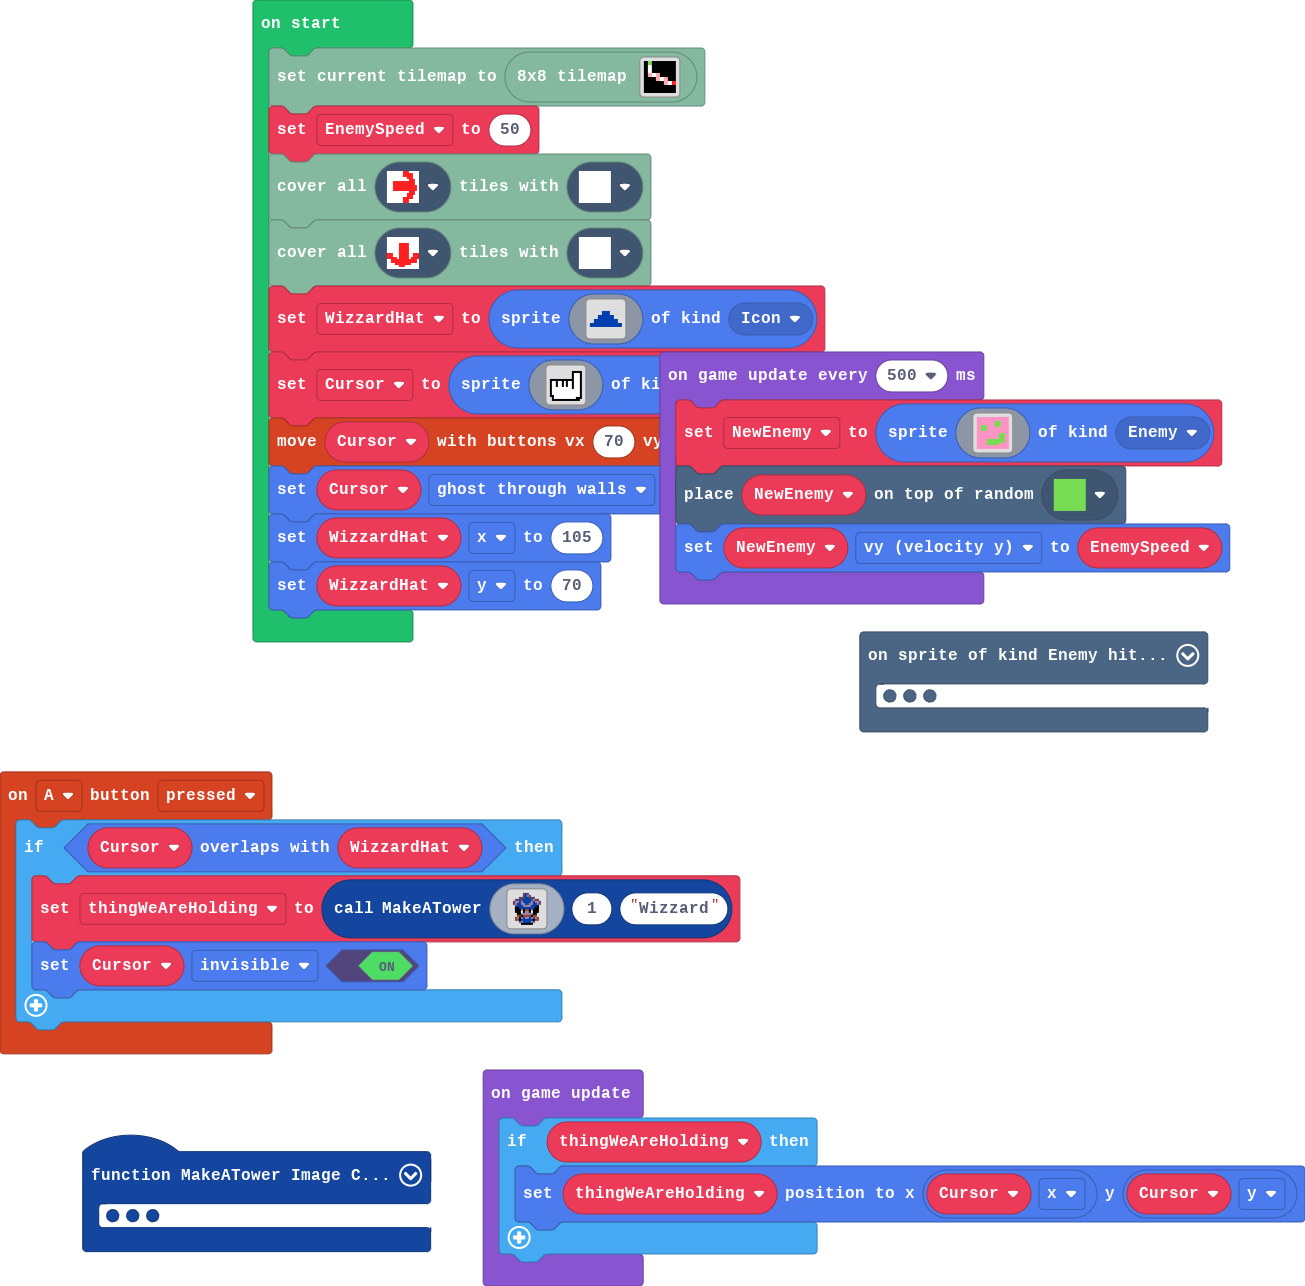 on start
set current tilemap to 8x8 tilemap
set EnemySpeed to 50
cover all tiles with
cover all tiles with
set WizzardHat to sprite of kind Icon
set Cursor to sprite of ki
move Cursor with buttons vx 70 vy
set Cursor ghost through walls
set WizzardHat x to 105
set WizzardHat y to 70
on game update every 500 ms
set NewEnemy to sprite of kind Enemy
place NewEnemy on top of random
set NewEnemy vy (velocity y) to EnemySpeed
on sprite of kind Enemy hit...
on A button pressed
if Cursor overlaps with WizzardHat then
set thingWeAreHolding to call MakeATower 1 "Wizzard"
set Cursor invisible ON
function MakeATower Image C...
on game update
if thingWeAreHolding then
set thingWeAreHolding position to x Cursor x y Cursor y